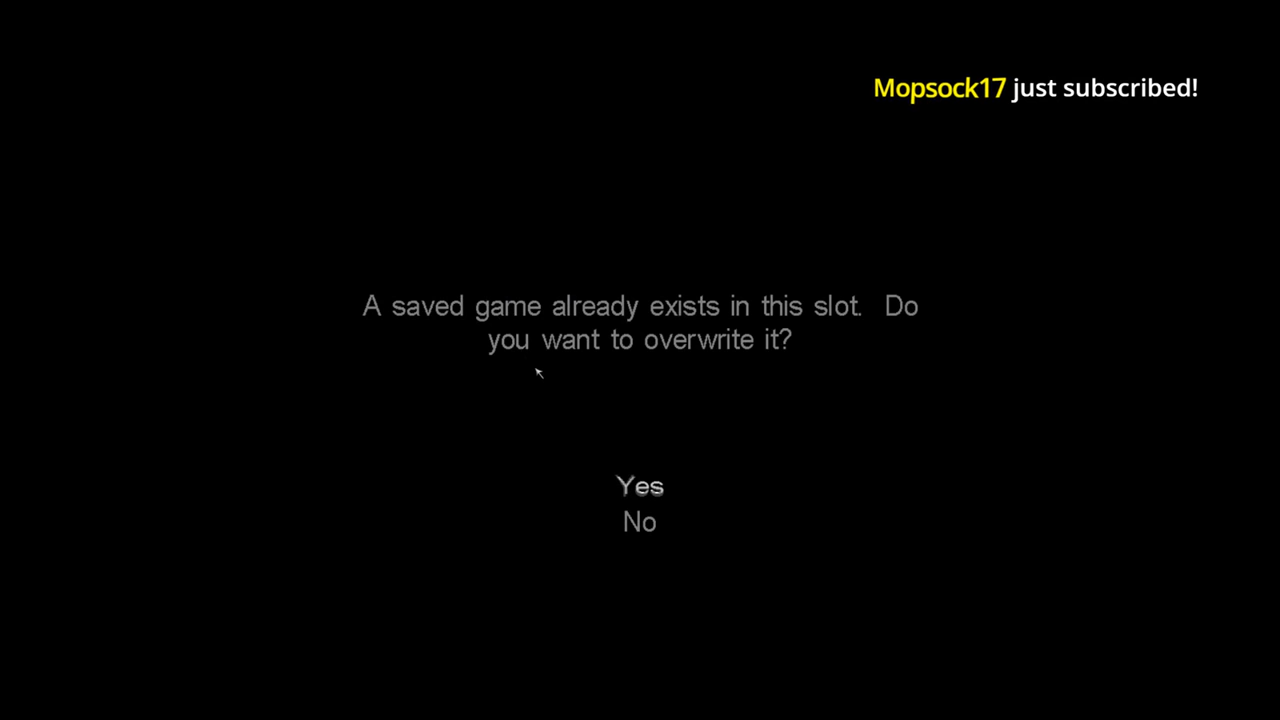 Mopsock17 just subscribed!
A saved game already exists in this slot. Do
you want to overwrite it?
Yes
No